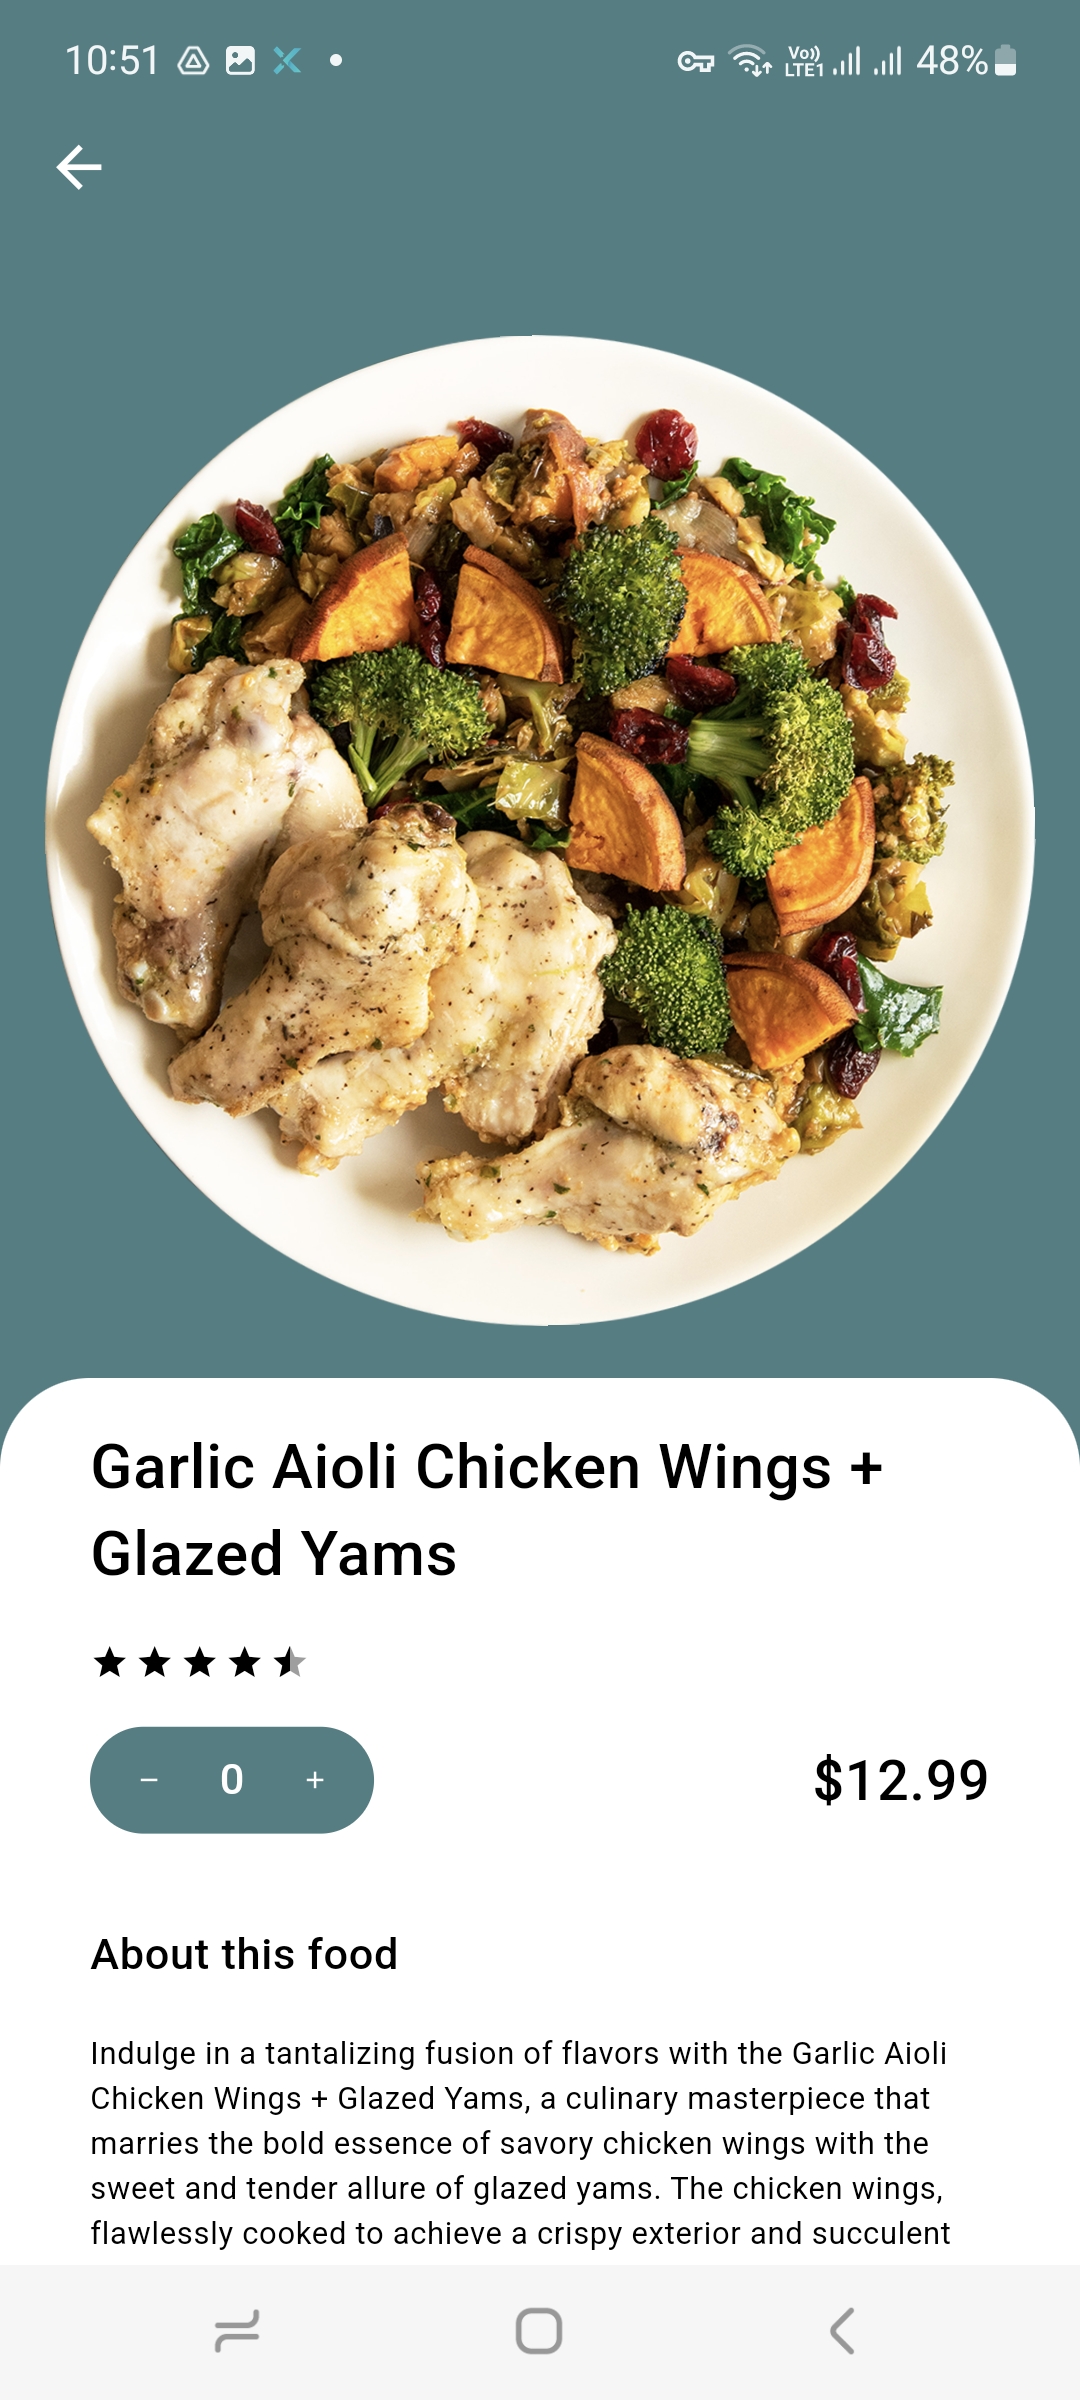 10:51
Vo)) LTE1 48%
Garlic Aioli Chicken Wings +
Glazed Yams
− 0 +
$12.99
About this food
Indulge in a tantalizing fusion of flavors with the Garlic Aioli
Chicken Wings + Glazed Yams, a culinary masterpiece that
marries the bold essence of savory chicken wings with the
sweet and tender allure of glazed yams. The chicken wings,
flawlessly cooked to achieve a crispy exterior and succulent